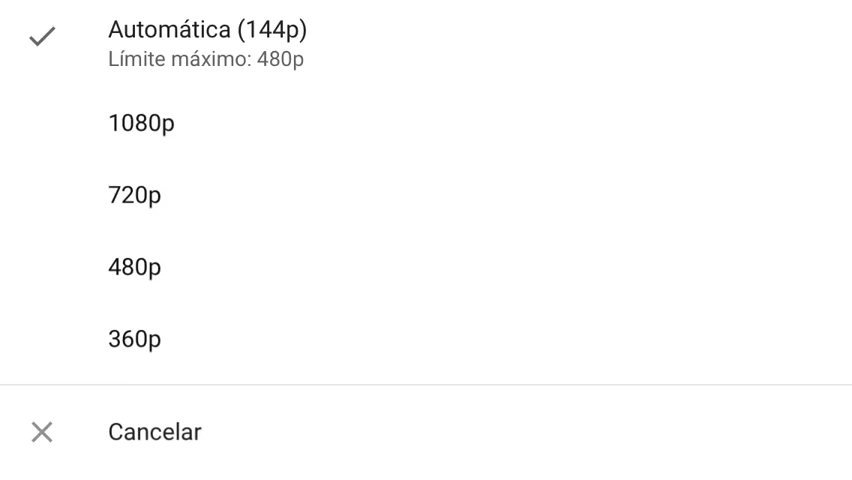 Automática (144p)
Límite máximo: 480p
1080p
720p
480p
360p
Cancelar